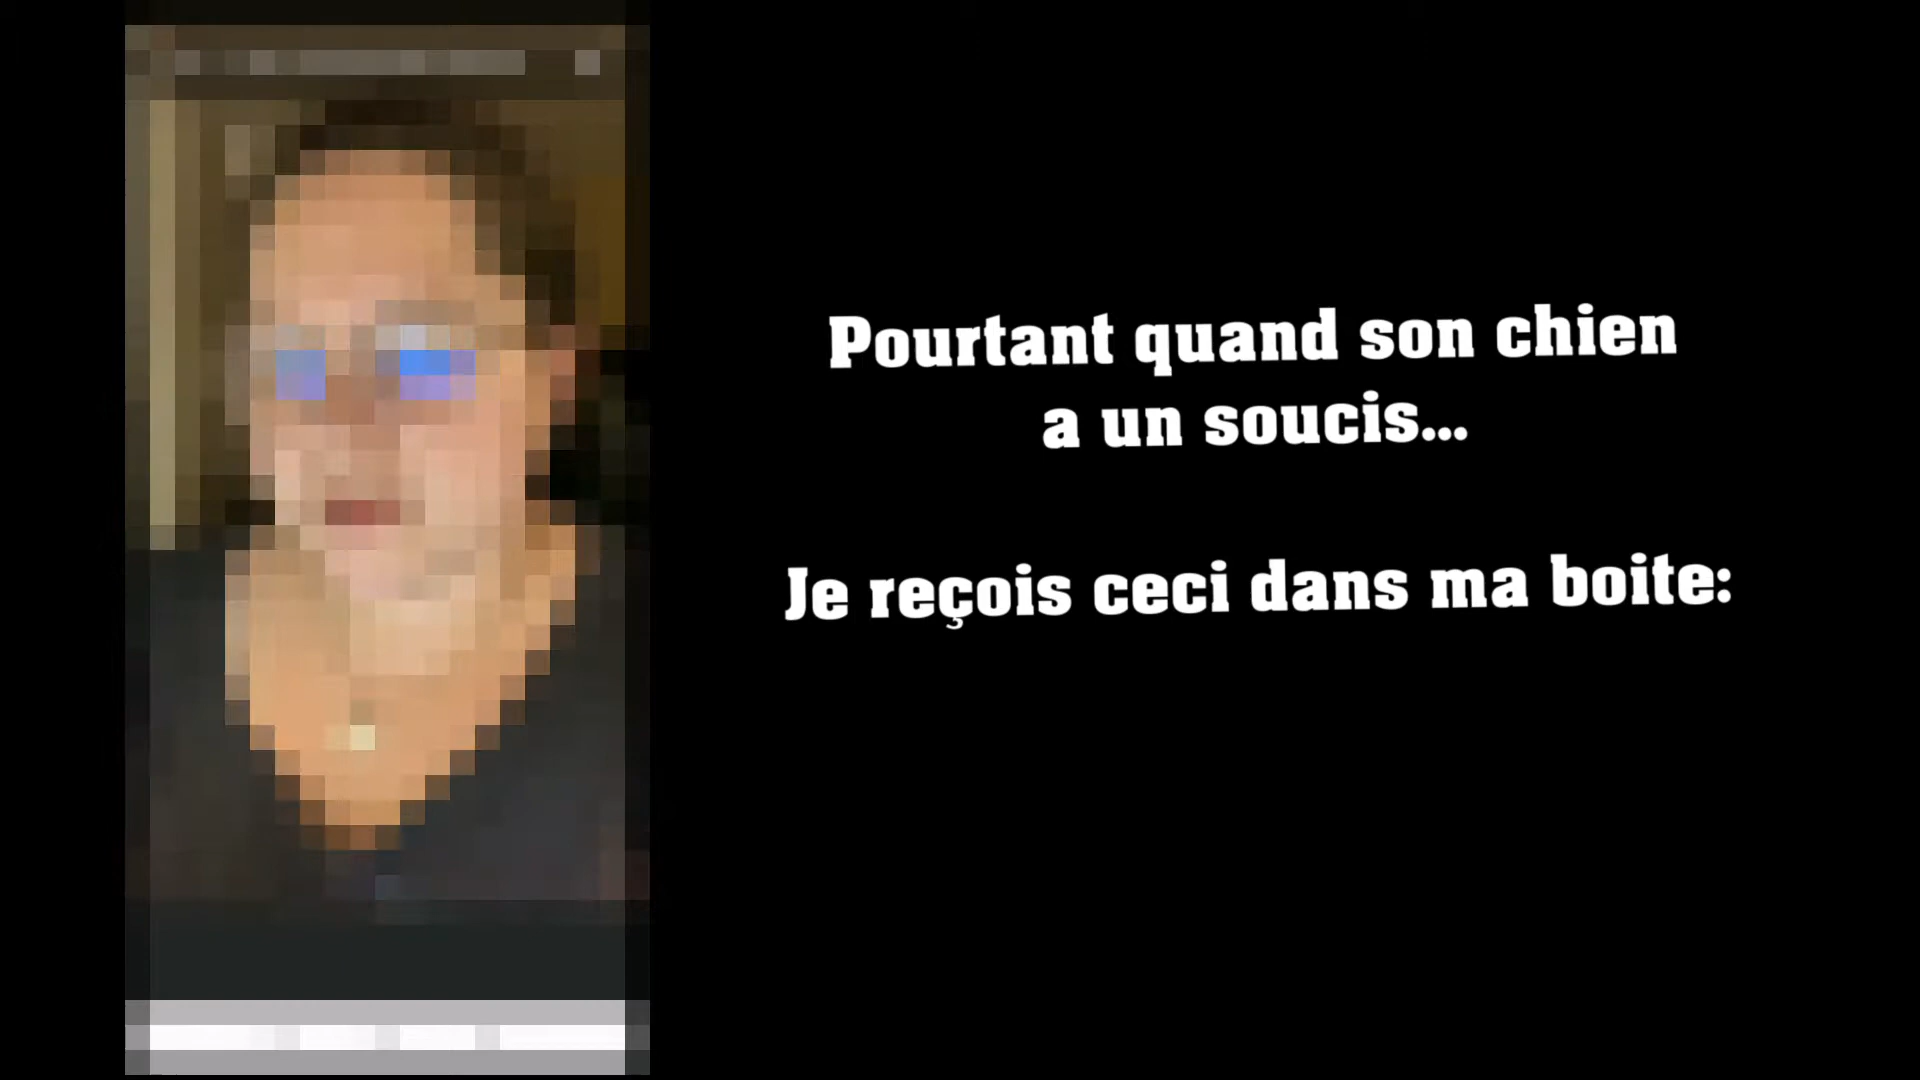 Pourtant quand son chien
a un soucis...
Je reçois ceci dans ma boite: